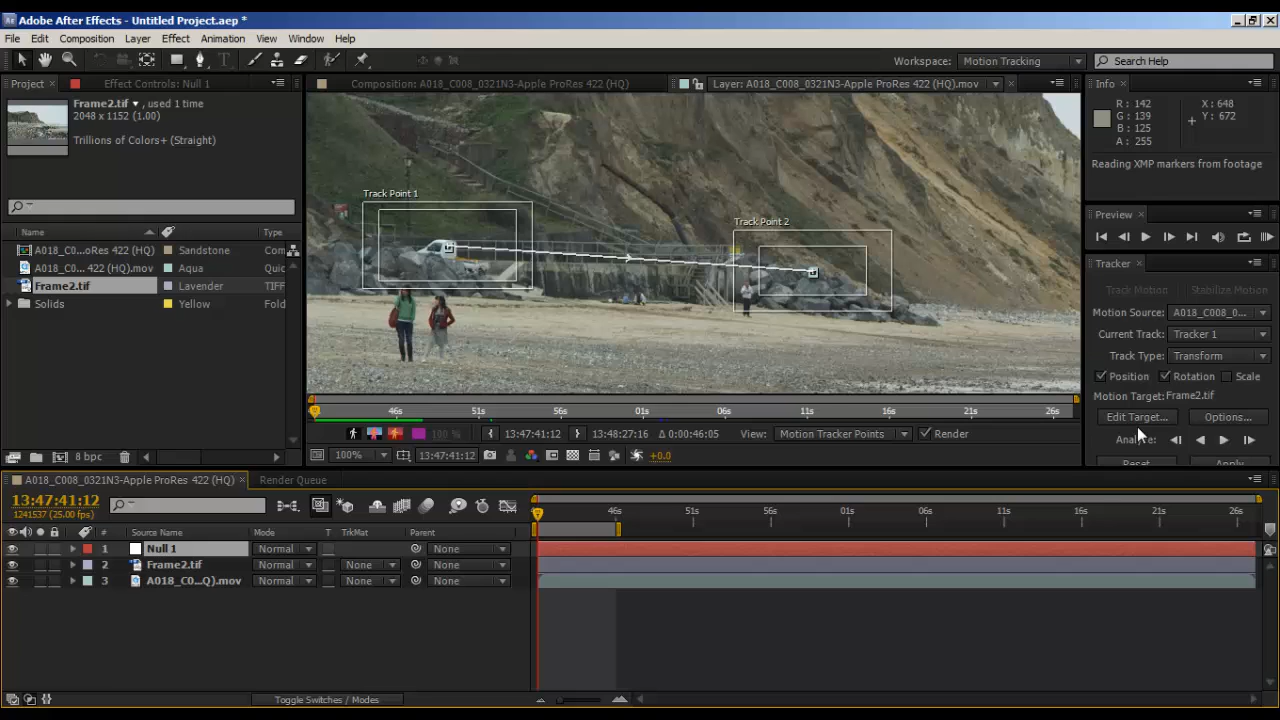 Adobe After Effects - Untitled Project.aep *
File Edit Composition Layer Effect Animation View Window Help
Workspace: Motion Tracking Search Help
Project Effect Controls: Null 1
Composition: A018_C008_0321N3-Apple ProRes 422 (HQ) Layer: A018_C008_0321N3-Apple ProRes 422 (HQ).mov
Info
Frame2.tif ▾, used 1 time
2048 x 1152 (1.00)
Trillions of Colors+ (Straight)
R: 142 X: 648
G: 139 Y: 672
B: 125
A: 255
Reading XMP markers from footage
Name Type
A018_C0...oRes 422 (HQ) Sandstone Com
A018_C0... 422 (HQ).mov Aqua Quic
Frame2.tif Lavender TIFF
Solids Yellow Fold
8 bpc
Track Point 1
Track Point 2
46s 51s 56s 01s 06s 11s 16s 21s 26s
100% 13:47:41:12 13:48:27:16 Δ 0:00:46:05 View: Motion Tracker Points Render
100% 13:47:41:12 +0.0
Preview
Tracker
Track Motion Stabilize Motion
Motion Source: A018_C008_0...
Current Track: Tracker 1
Track Type: Transform
Position Rotation Scale
Motion Target: Frame2.tif
Edit Target... Options...
Analyze:
Reset Apply
A018_C008_0321N3-Apple ProRes 422 (HQ) Render Queue
13:47:41:12
1241537 (25.00 fps)
46s 51s 56s 01s 06s 11s 16s 21s 26s
# Source Name Mode T TrkMat Parent
1 Null 1 Normal None
2 Frame2.tif Normal None None
3 A018_C0...Q).mov Normal None None
Toggle Switches / Modes